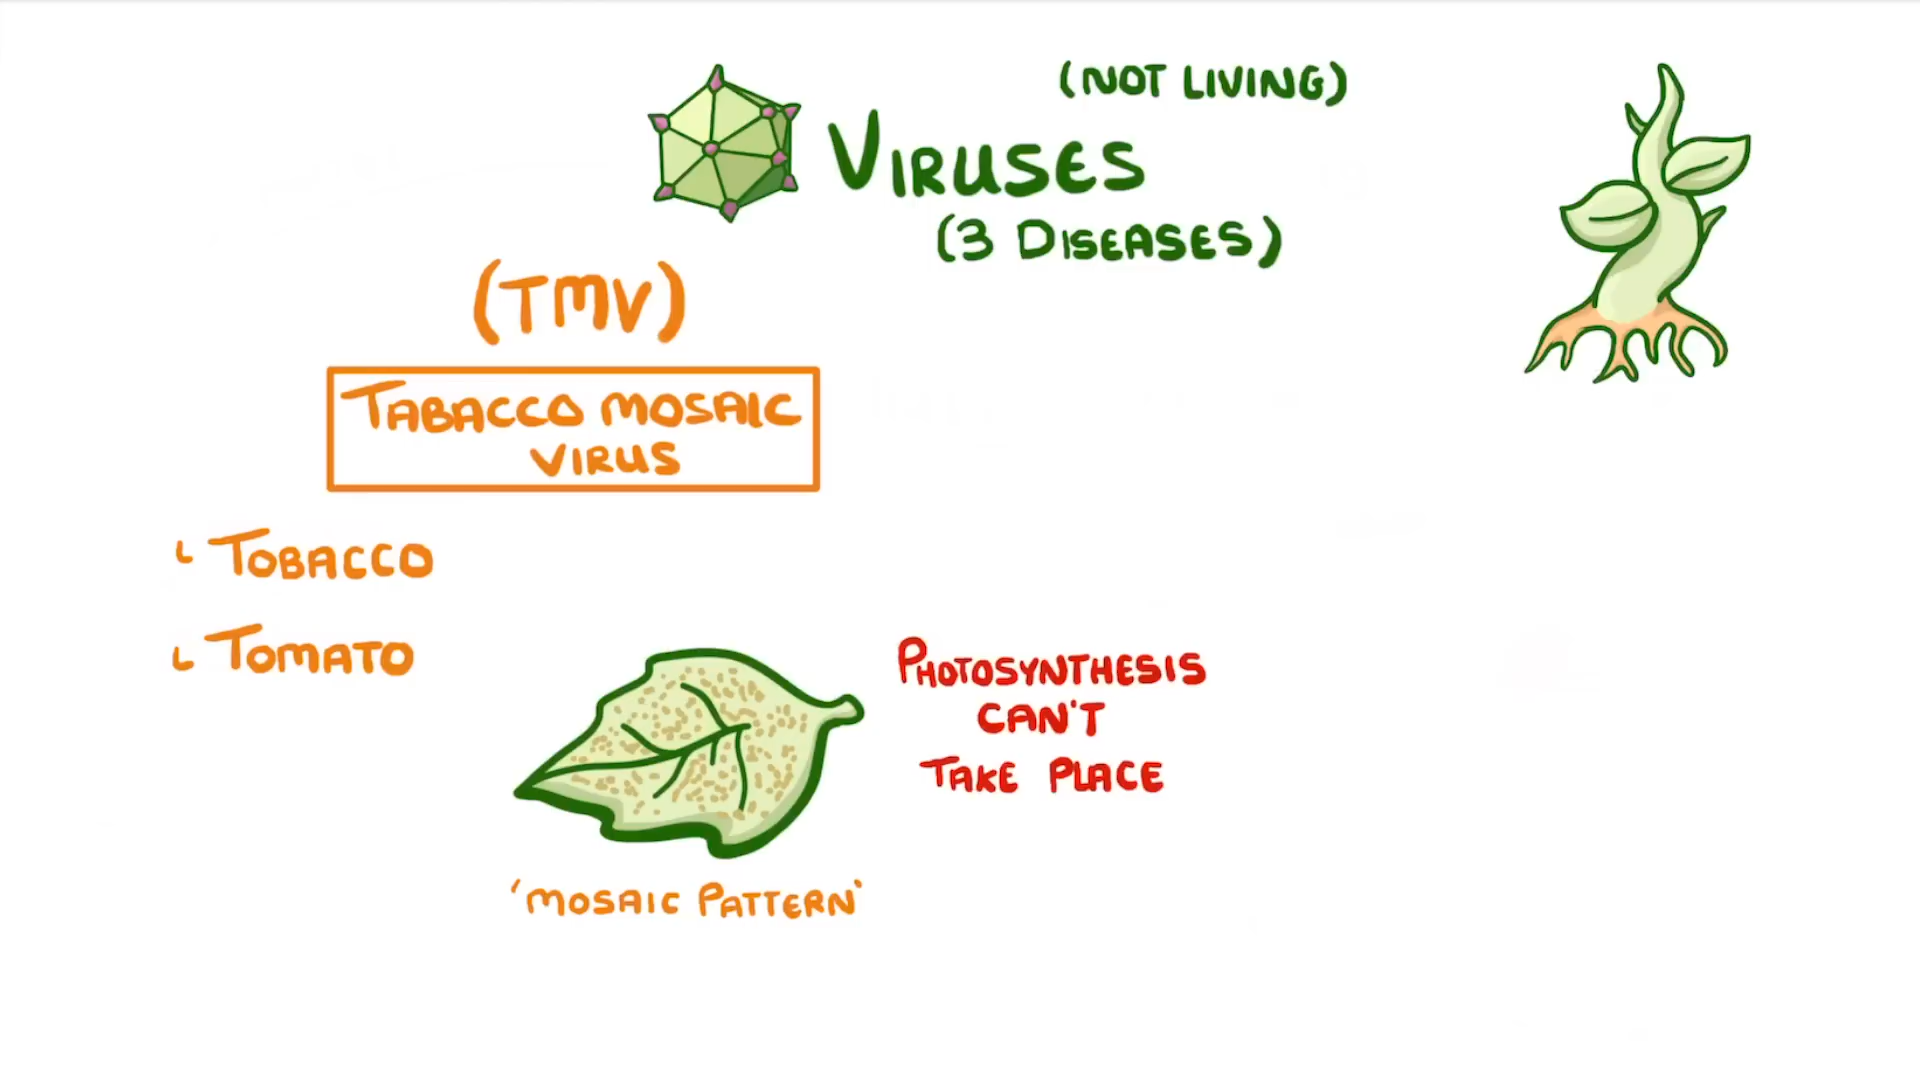 (NOT LIVING)
VIRUSES
(3 DISEASES)
(TMV)
TABACCO MOSAIC
VIRUS
TOBACCO
TOMATO
PHOTOSYNTHESIS
CAN'T
TAKE PLACE
'MOSAIC PATTERN'